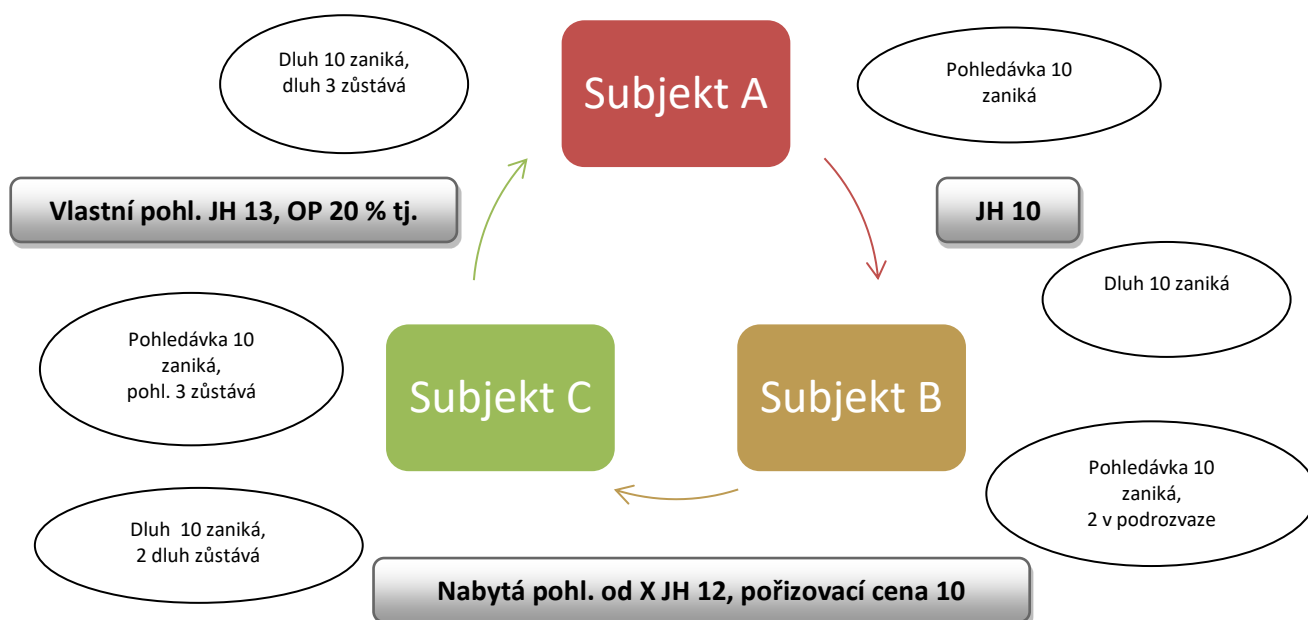 Dluh 10 zaniká,
dluh 3 zůstává
Subjekt A
Pohledávka 10
zaniká
Vlastní pohl. JH 13, OP 20 % tj.
JH 10
Dluh 10 zaniká
Pohledávka 10
zaniká,
pohl. 3 zůstává
Subjekt C
Subjekt B
Pohledávka 10
zaniká,
2 v podrozvaze
Dluh  10 zaniká,
2 dluh zůstává
Nabytá pohl. od X JH 12, pořizovací cena 10